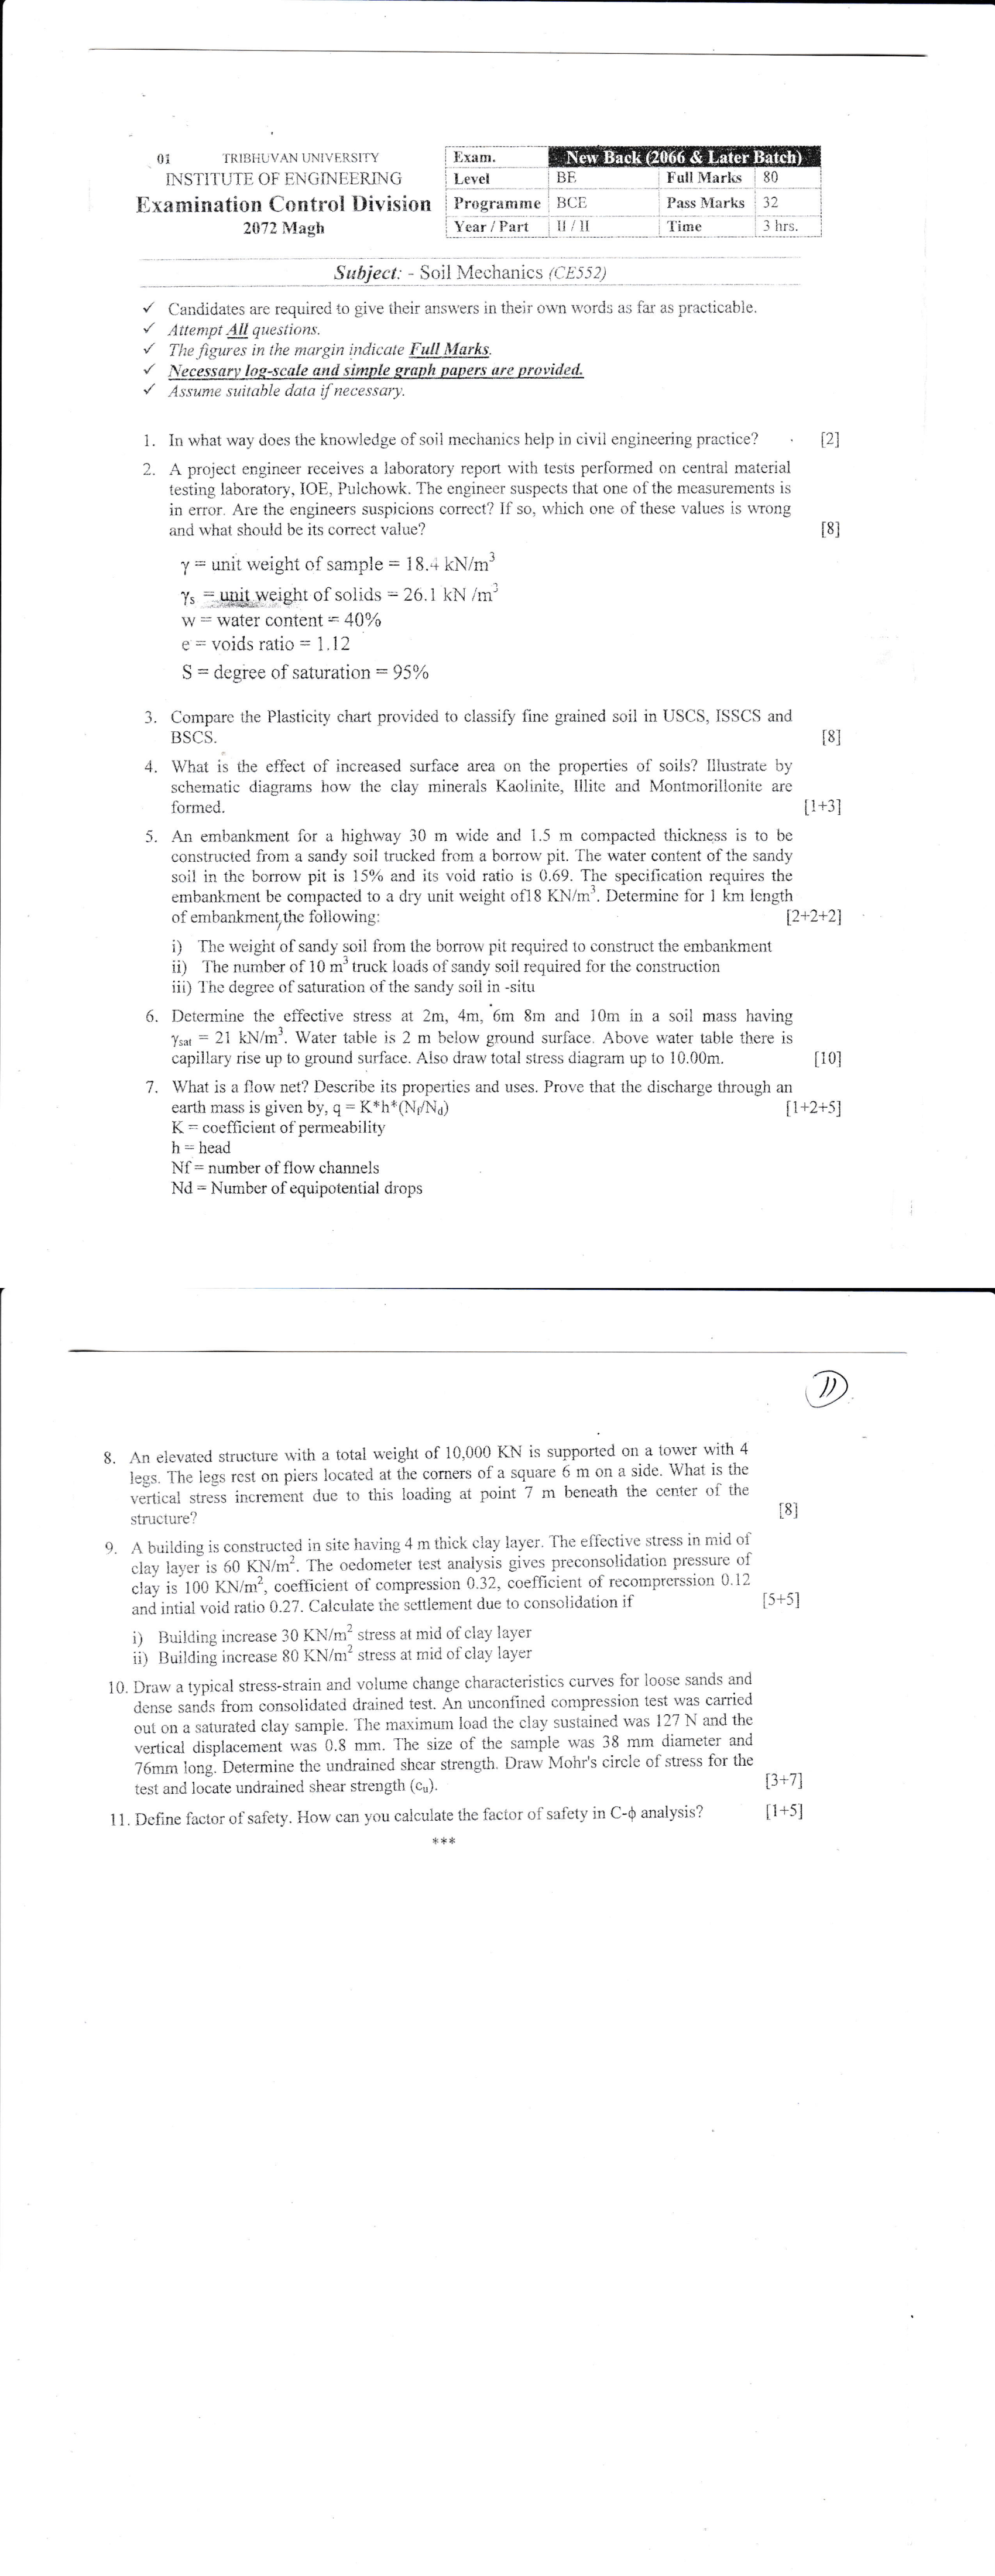 01 TRIBHUVAN UNIVERSITY
INSTITUTE OF ENGINEERING
Examination Control Division
2072 Magh
Exam. New Back (2066 & Later Batch)
Level BE Full Marks 80
Programme BCE Pass Marks 32
Year / Part II / II Time 3 hrs.
Subject: - Soil Mechanics (CE552)
✓ Candidates are required to give their answers in their own words as far as practicable.
✓ Attempt All questions.
✓ The figures in the margin indicate Full Marks.
✓ Necessary log-scale and simple graph papers are provided.
✓ Assume suitable data if necessary.
1. In what way does the knowledge of soil mechanics help in civil engineering practice? [2]
2. A project engineer receives a laboratory report with tests performed on central material
testing laboratory, IOE, Pulchowk. The engineer suspects that one of the measurements is
in error. Are the engineers suspicions correct? If so, which one of these values is wrong
and what should be its correct value? [8]
γ = unit weight of sample = 18.4 kN/m³
γs = unit weight of solids = 26.1 kN /m³
w = water content = 40%
e = voids ratio = 1.12
S = degree of saturation = 95%
3. Compare the Plasticity chart provided to classify fine grained soil in USCS, ISSCS and
BSCS. [8]
4. What is the effect of increased surface area on the properties of soils? Illustrate by
schematic diagrams how the clay minerals Kaolinite, Illite and Montmorillonite are
formed. [1+3]
5. An embankment for a highway 30 m wide and 1.5 m compacted thickness is to be
constructed from a sandy soil trucked from a borrow pit. The water content of the sandy
soil in the borrow pit is 15% and its void ratio is 0.69. The specification requires the
embankment be compacted to a dry unit weight of18 KN/m³. Determine for 1 km length
of embankment, the following: [2+2+2]
i) The weight of sandy soil from the borrow pit required to construct the embankment
ii) The number of 10 m³ truck loads of sandy soil required for the construction
iii) The degree of saturation of the sandy soil in -situ
6. Determine the effective stress at 2m, 4m, 6m 8m and 10m in a soil mass having
γsat = 21 kN/m³. Water table is 2 m below ground surface. Above water table there is
capillary rise up to ground surface. Also draw total stress diagram up to 10.00m. [10]
7. What is a flow net? Describe its properties and uses. Prove that the discharge through an
earth mass is given by, q = K*h*(Nf/Nd) [1+2+5]
K = coefficient of permeability
h = head
Nf = number of flow channels
Nd = Number of equipotential drops
11
8. An elevated structure with a total weight of 10,000 KN is supported on a tower with 4
legs. The legs rest on piers located at the corners of a square 6 m on a side. What is the
vertical stress increment due to this loading at point 7 m beneath the center of the
structure? [8]
9. A building is constructed in site having 4 m thick clay layer. The effective stress in mid of
clay layer is 60 KN/m². The oedometer test analysis gives preconsolidation pressure of
clay is 100 KN/m², coefficient of compression 0.32, coefficient of recomprerssion 0.12
and intial void ratio 0.27. Calculate the settlement due to consolidation if [5+5]
i) Building increase 30 KN/m² stress at mid of clay layer
ii) Building increase 80 KN/m² stress at mid of clay layer
10. Draw a typical stress-strain and volume change characteristics curves for loose sands and
dense sands from consolidated drained test. An unconfined compression test was carried
out on a saturated clay sample. The maximum load the clay sustained was 127 N and the
vertical displacement was 0.8 mm. The size of the sample was 38 mm diameter and
76mm long. Determine the undrained shear strength. Draw Mohr's circle of stress for the
test and locate undrained shear strength (cu). [3+7]
11. Define factor of safety. How can you calculate the factor of safety in C-ϕ analysis? [1+5]
***